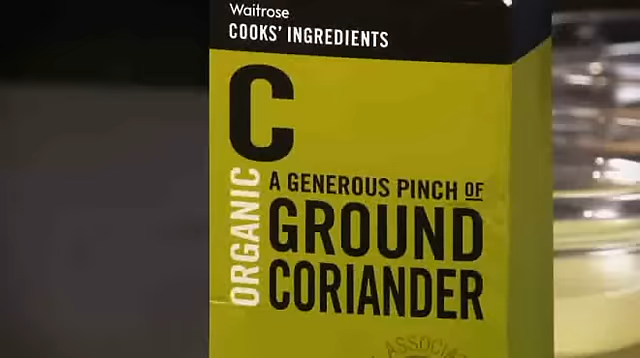 Waitrose
COOKS' INGREDIENTS
C
ORGANIC
A GENEROUS PINCH OF
GROUND
CORIANDER